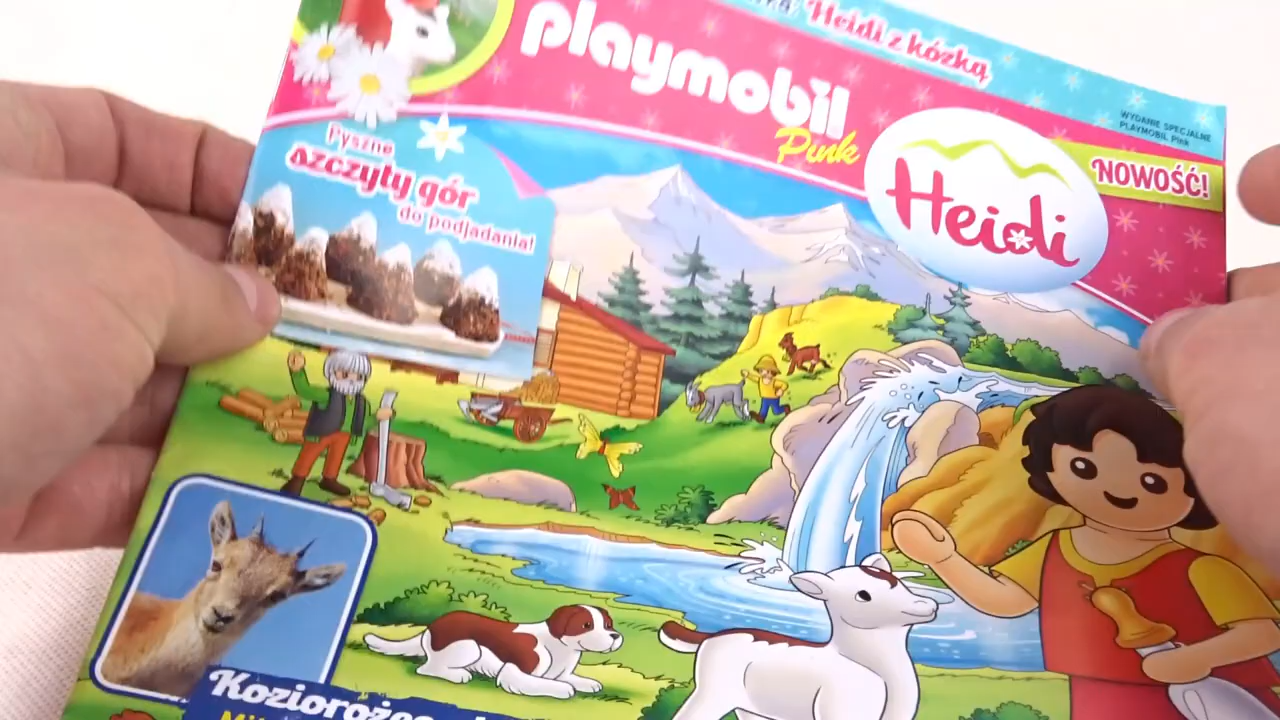 Heidi z kózką
playmobil
Pink
WYDANIE SPECJALNE
PLAYMOBIL Pink
NOWOŚĆ!
Heidi
Pyszne
szczyty gór
do podjadania!